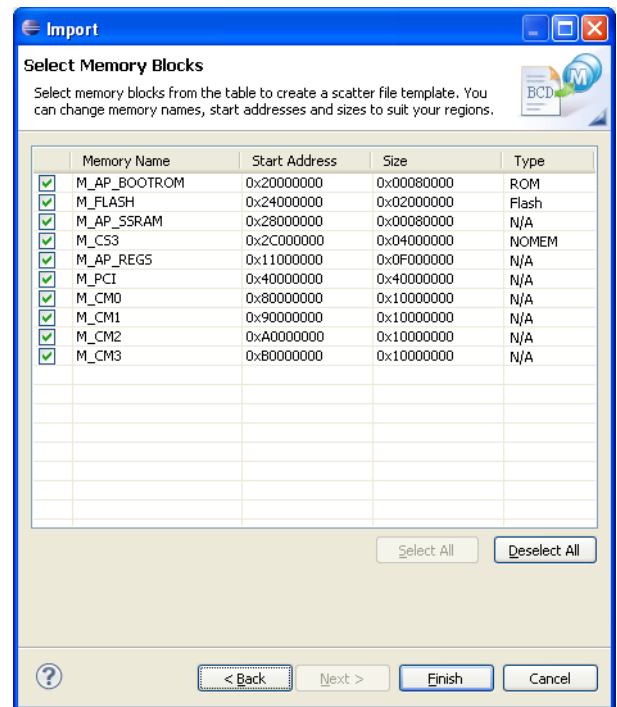 Import
Select Memory Blocks
Select memory blocks from the table to create a scatter file template. You
can change memory names, start addresses and sizes to suit your regions.
BCD M
Memory Name Start Address Size Type
M_AP_BOOTROM 0x20000000 0x00080000 ROM
M_FLASH 0x24000000 0x02000000 Flash
M_AP_SSRAM 0x28000000 0x00080000 N/A
M_CS3 0x2C000000 0x04000000 NOMEM
M_AP_REGS 0x11000000 0x0F000000 N/A
M_PCI 0x40000000 0x40000000 N/A
M_CM0 0x80000000 0x10000000 N/A
M_CM1 0x90000000 0x10000000 N/A
M_CM2 0xA0000000 0x10000000 N/A
M_CM3 0xB0000000 0x10000000 N/A
Select All Deselect All
? < Back Next > Finish Cancel